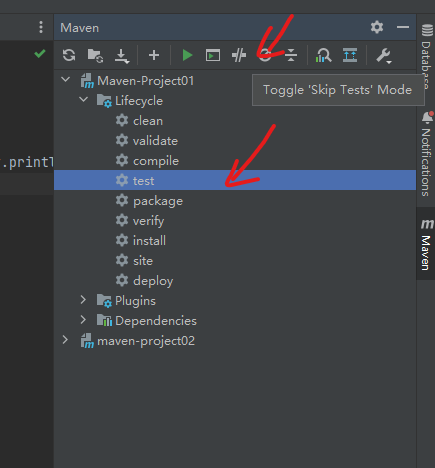 Maven
Maven-Project01
Toggle 'Skip Tests' Mode
Lifecycle
clean
validate
compile
.print
test
package
verify
install
site
deploy
Plugins
Dependencies
maven-project02
Database
Notifications
m
Maven